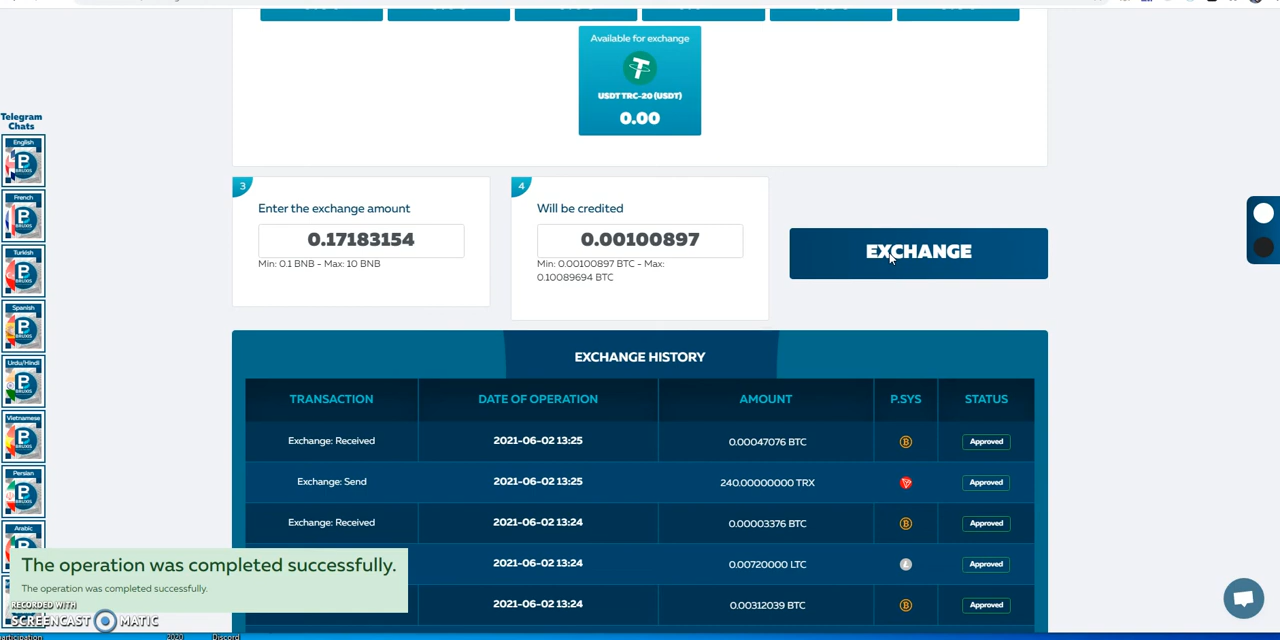 Available for exchange
USDT TRC-20 (USDT)
0.00
Telegram
Chats
English
French
Turkish
Spanish
Urdu/Hindi
Vietnamese
Persian
Arabic
3
Enter the exchange amount
0.17183154
Min: 0.1 BNB - Max: 10 BNB
4
Will be credited
0.00100897
Min: 0.00100897 BTC - Max:
0.10089694 BTC
EXCHANGE
EXCHANGE HISTORY
TRANSACTION DATE OF OPERATION AMOUNT P.SYS STATUS
Exchange: Received 2021-06-02 13:25 0.00047076 BTC Approved
Exchange: Send 2021-06-02 13:25 240.00000000 TRX Approved
Exchange: Received 2021-06-02 13:24 0.00003376 BTC Approved
2021-06-02 13:24 0.00720000 LTC Approved
2021-06-02 13:24 0.00312039 BTC Approved
The operation was completed successfully.
The operation was completed successfully.
RECORDED WITH
SCREENCAST MATIC
articipation 2020 Discord